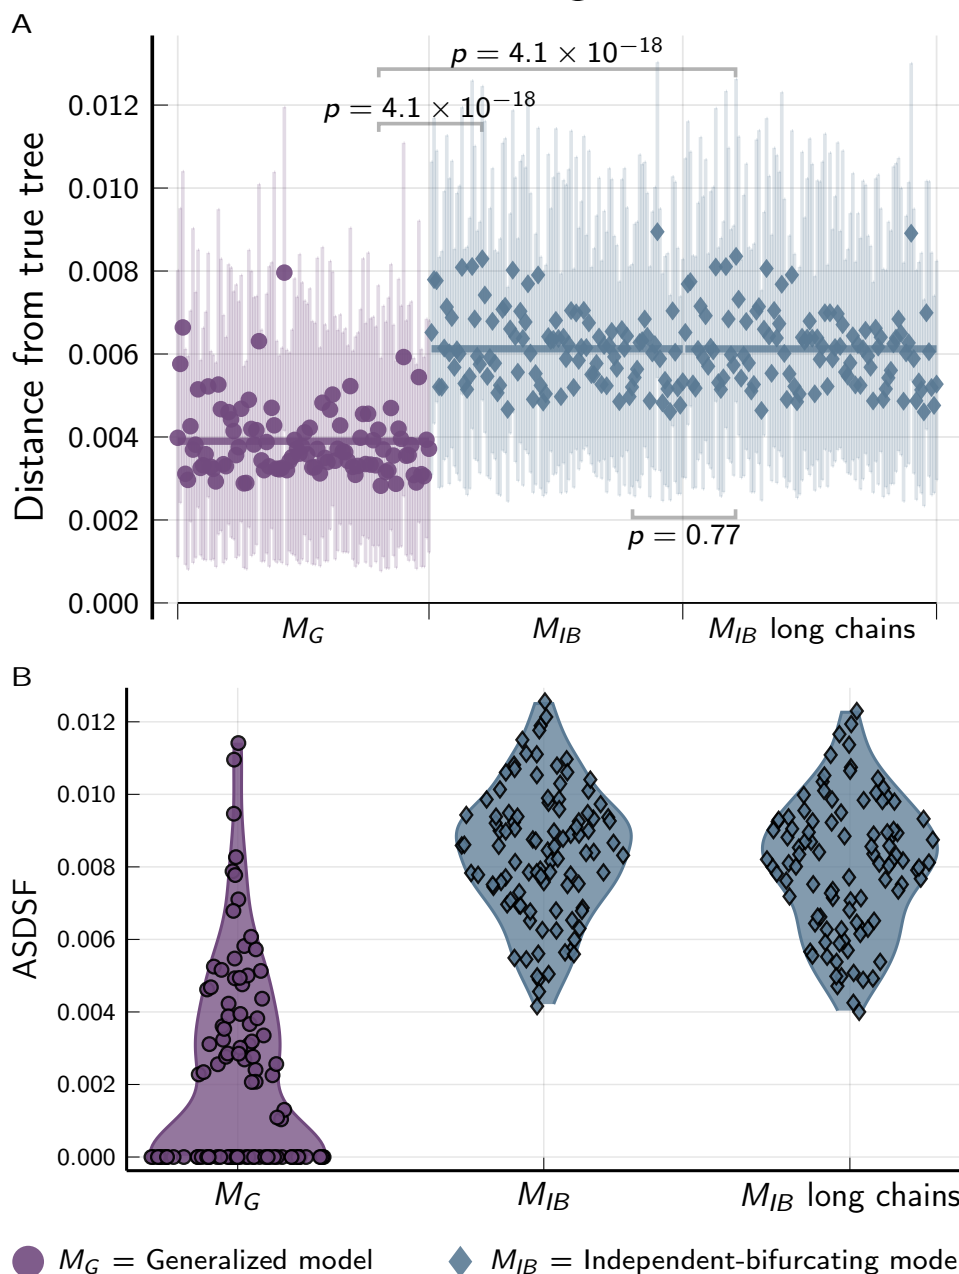 A
p = 4.1 × 10⁻¹⁸
p = 4.1 × 10⁻¹⁸
Distance from true tree
0.012
0.010
0.008
0.006
0.004
0.002
0.000
p = 0.77
M_G
M_IB
M_IB long chains
B
ASDSF
0.012
0.010
0.008
0.006
0.004
0.002
0.000
M_G
M_IB
M_IB long chains
M_G = Generalized model
M_IB = Independent-bifurcating mode